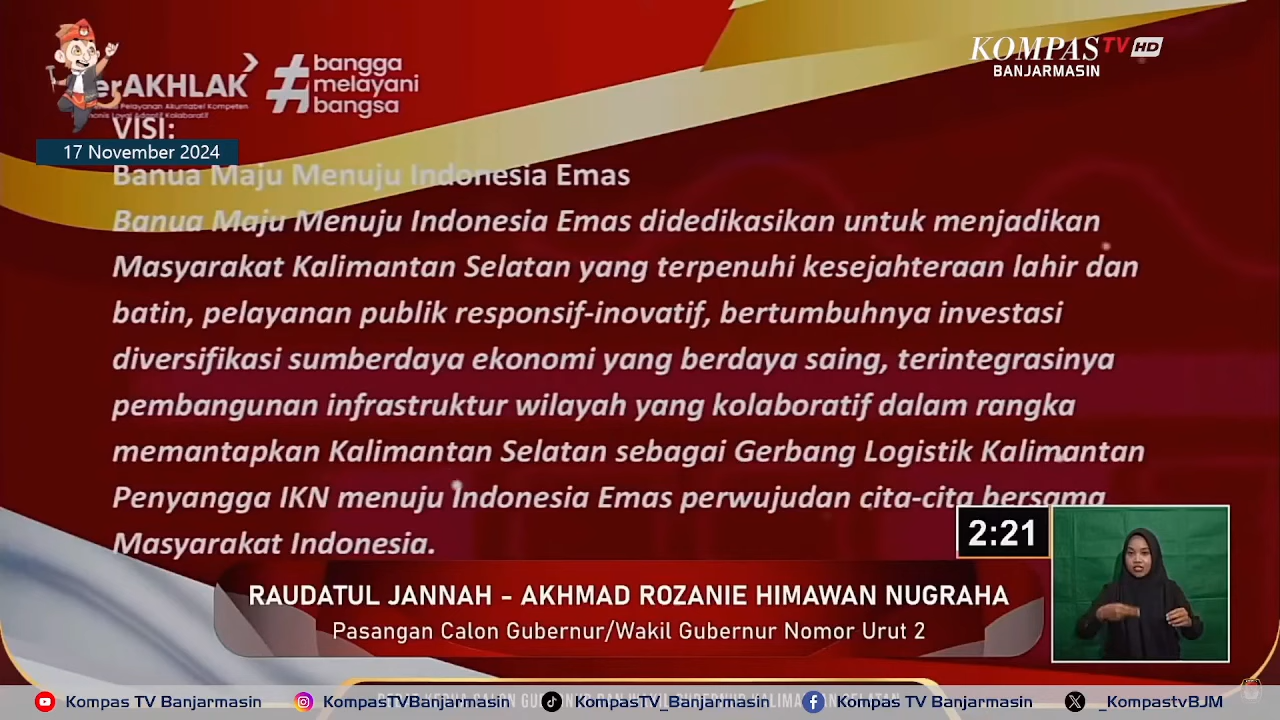 KOMPASTV HD
BANJARMASIN
erAKHLAK
#bangga
melayani
bangsa
VISI:
17 November 2024
Banua Maju Menuju Indonesia Emas
Banua Maju Menuju Indonesia Emas didedikasikan untuk menjadikan
Masyarakat Kalimantan Selatan yang terpenuhi kesejahteraan lahir dan
batin, pelayanan publik responsif-inovatif, bertumbuhnya investasi
diversifikasi sumberdaya ekonomi yang berdaya saing, terintegrasinya
pembangunan infrastruktur wilayah yang kolaboratif dalam rangka
memantapkan Kalimantan Selatan sebagai Gerbang Logistik Kalimantan
Penyangga IKN menuju Indonesia Emas perwujudan cita-cita bersama
Masyarakat Indonesia.
2:21
RAUDATUL JANNAH - AKHMAD ROZANIE HIMAWAN NUGRAHA
Pasangan Calon Gubernur/Wakil Gubernur Nomor Urut 2
Kompas TV Banjarmasin KompasTVBanjarmasin KompasTV_Banjarmasin Kompas TV Banjarmasin _KompastvBJM